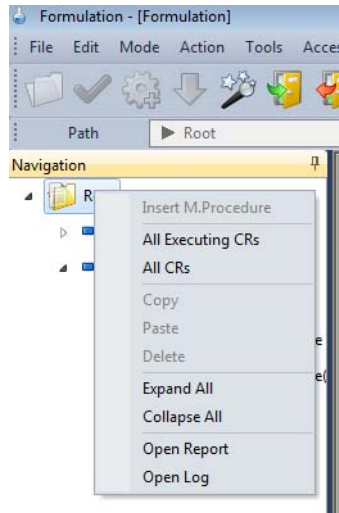 Formulation - [Formulation]
File Edit Mode Action Tools
Path Root
Navigation
Insert M.Procedure
All Executing CRs
All CRs
Copy
Paste
Delete
Expand All
Collapse All
Open Report
Open Log